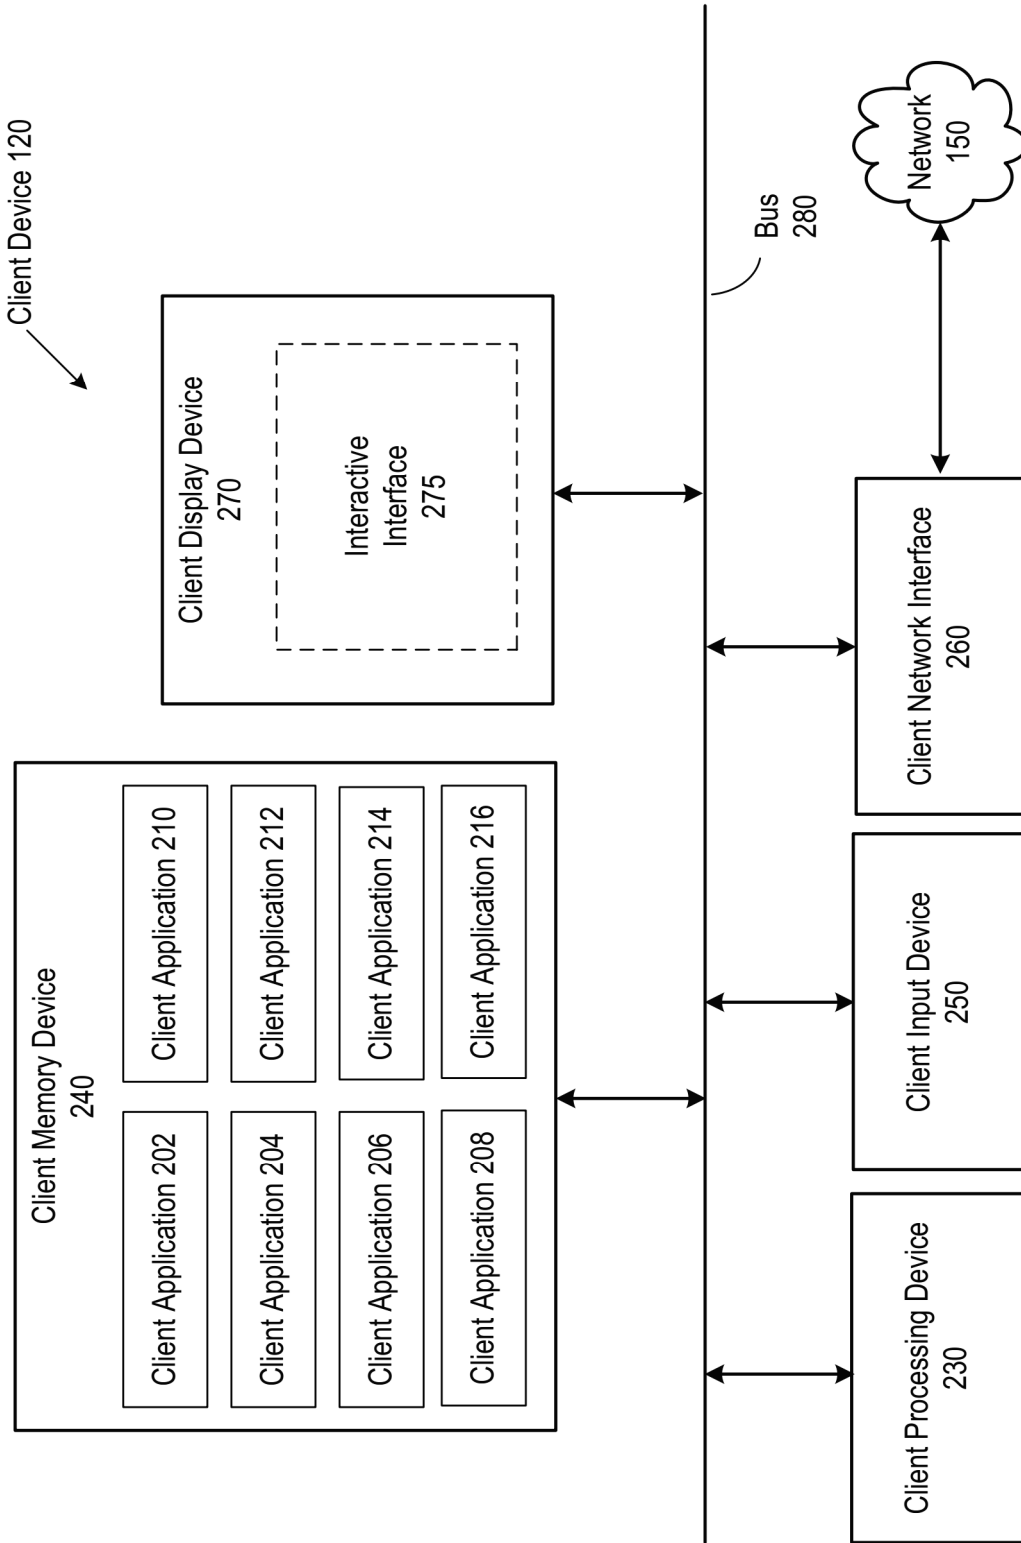 Client Device 120
Client Memory Device
240
Client Application 202
Client Application 210
Client Application 204
Client Application 212
Client Application 206
Client Application 214
Client Application 208
Client Application 216
Client Display Device
270
Interactive
Interface
275
Bus
280
Client Processing Device
230
Client Input Device
250
Client Network Interface
260
Network
150